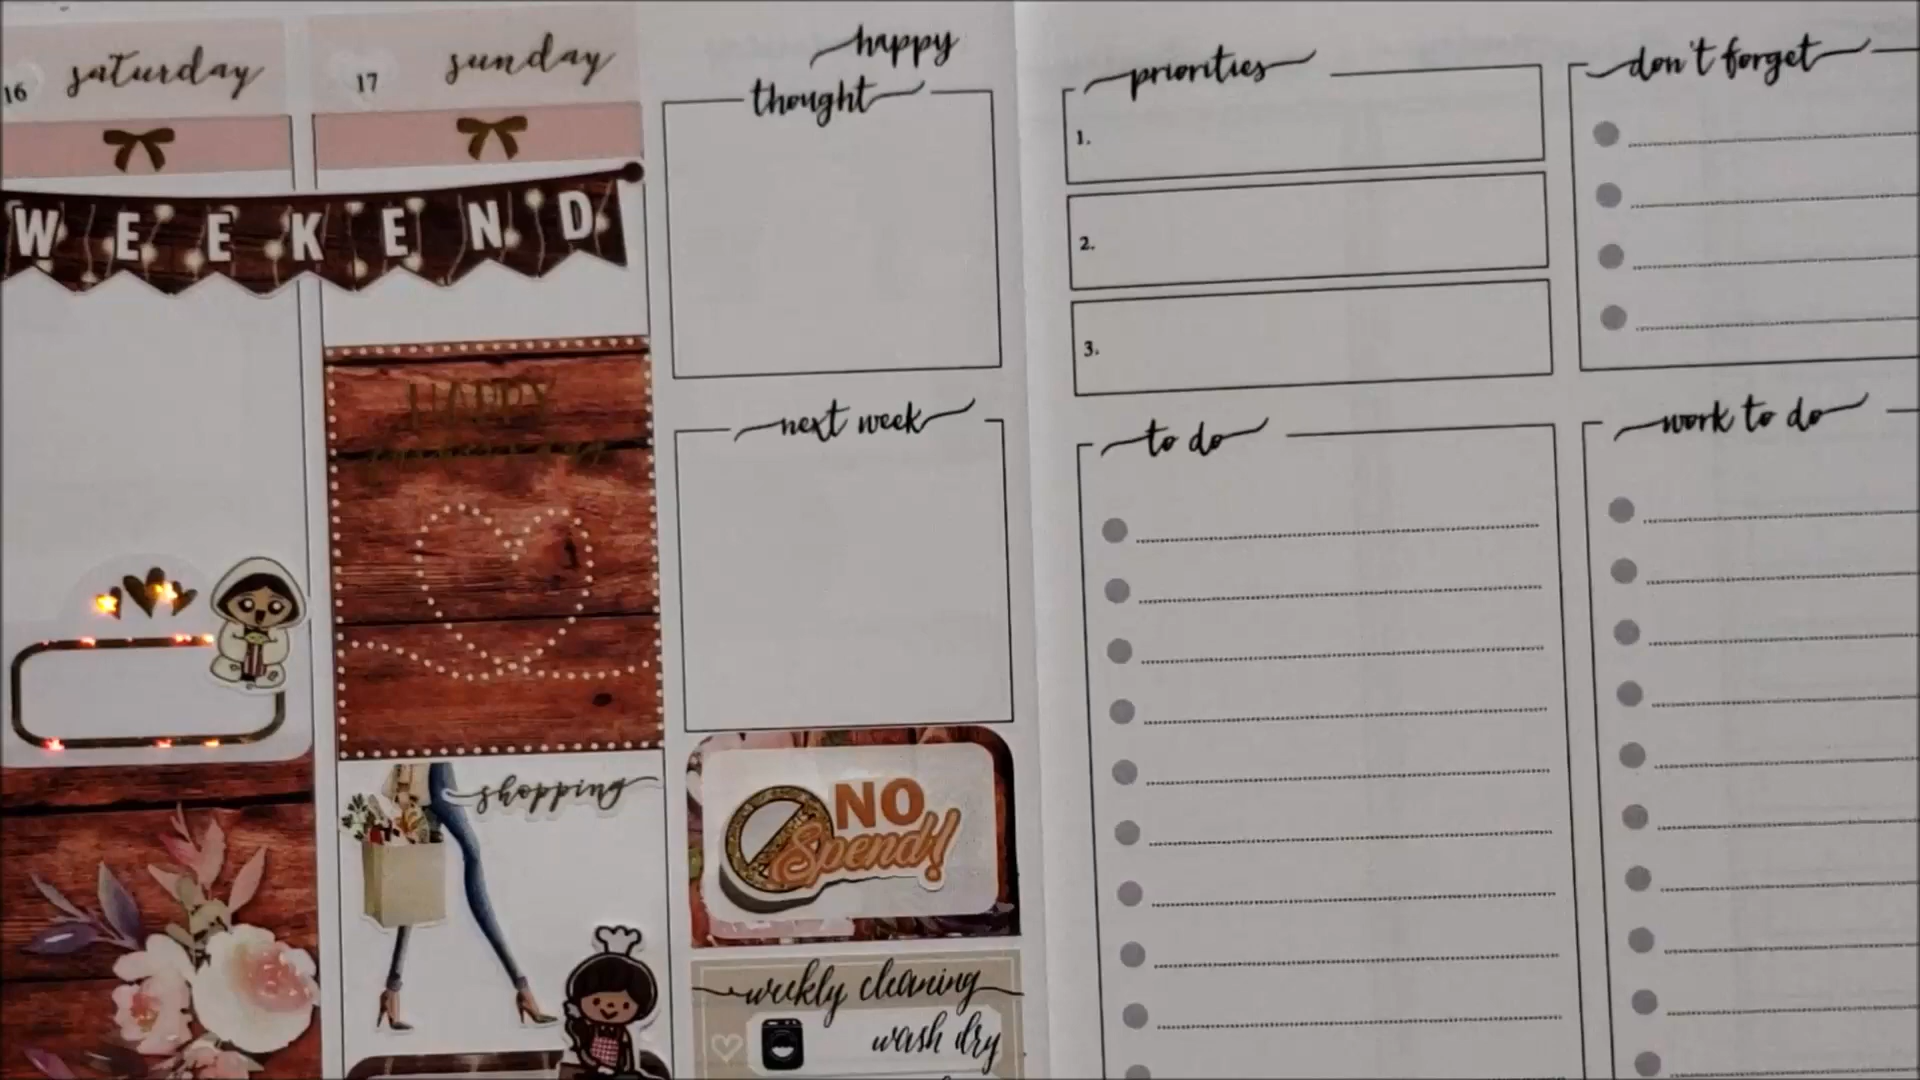 16 saturday
17 sunday
WEEKEND
HAPPY
shopping
happy
thought
next week
NO
Spend!
weekly cleaning
wash dry
priorities
1.
2.
3.
to do
don't forget
work to do